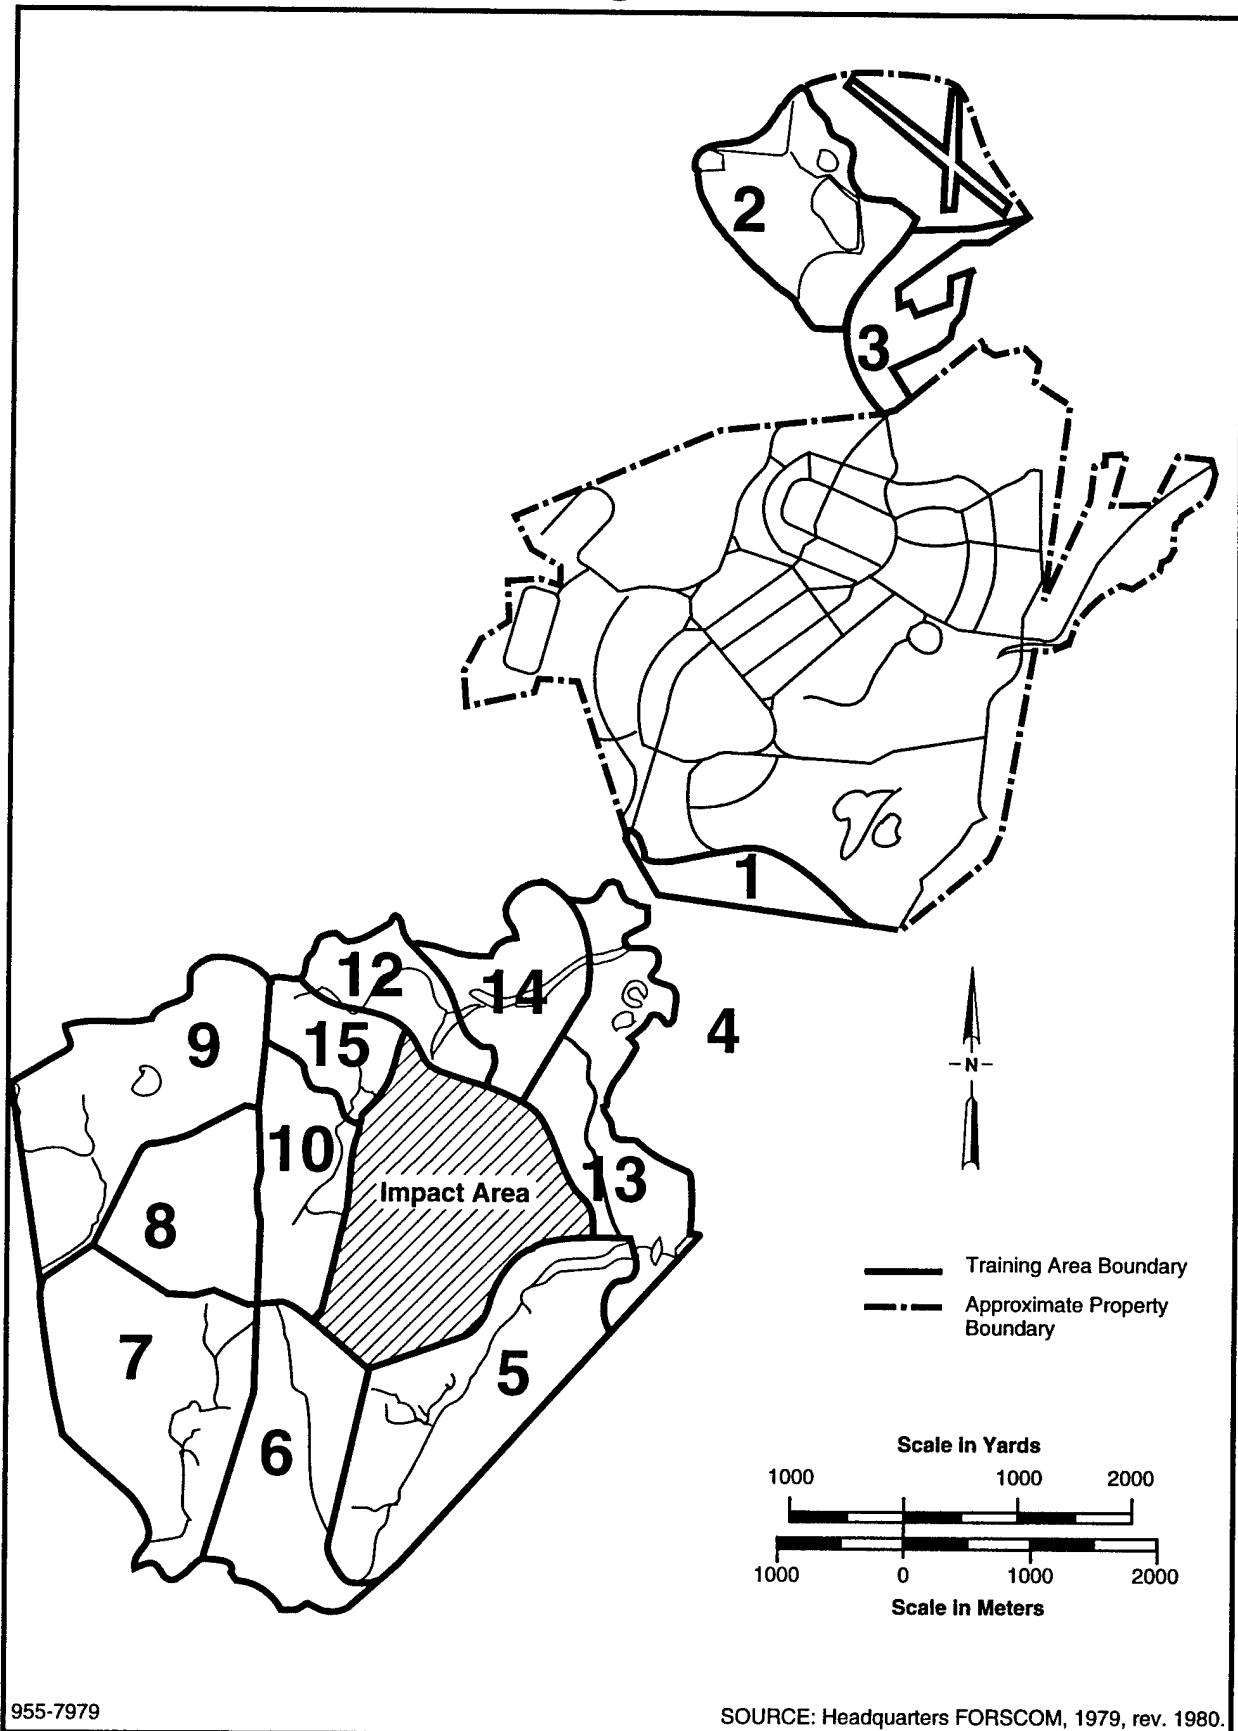 2
3
1
12
14
4
9
15
10
13
Impact Area
8
7
5
6
-N-
Training Area Boundary
Approximate Property
Boundary
Scale in Yards
1000 1000 2000
1000 0 1000 2000
Scale in Meters
955-7979
SOURCE: Headquarters FORSCOM, 1979, rev. 1980.